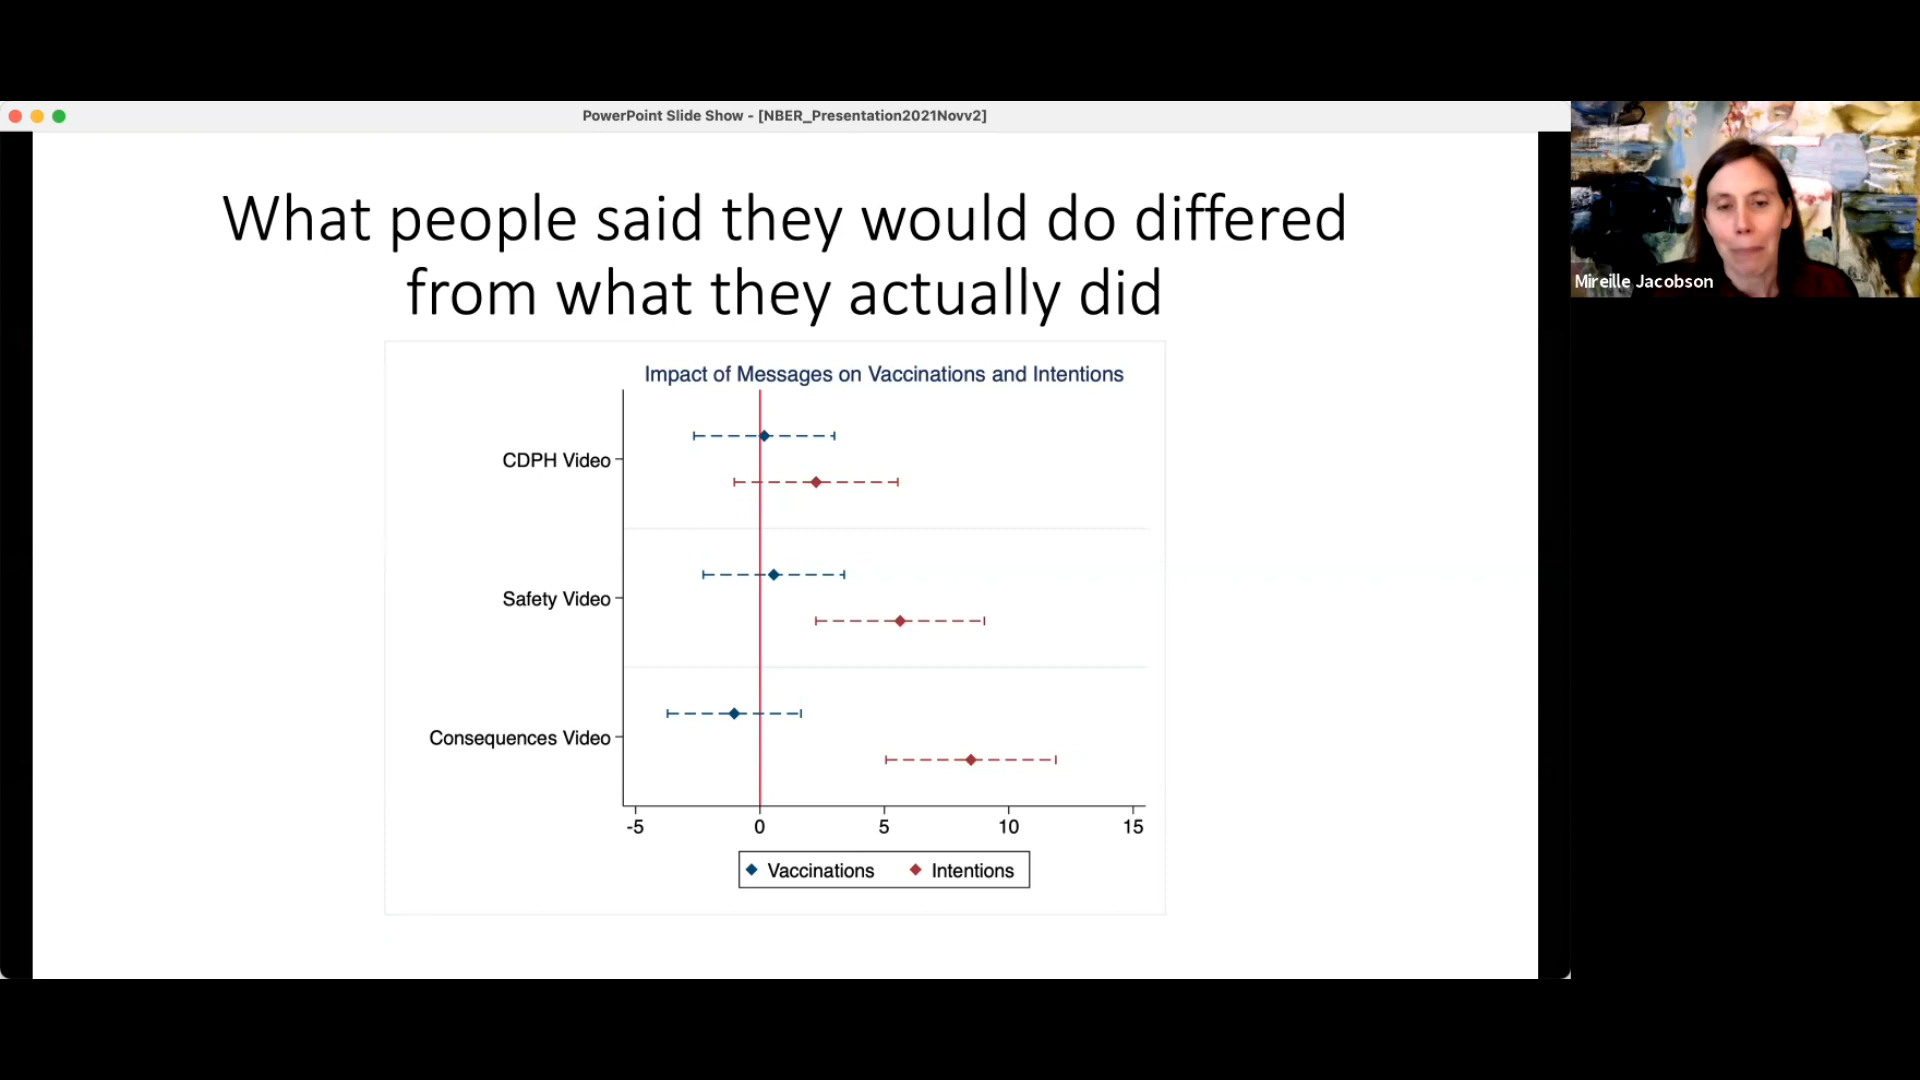 PowerPoint Slide Show - [NBER_Presentation2021Novv2]
What people said they would do differed
from what they actually did
Impact of Messages on Vaccinations and Intentions
CDPH Video
Safety Video
Consequences Video
-5 0 5 10 15
Vaccinations Intentions
Mireille Jacobson